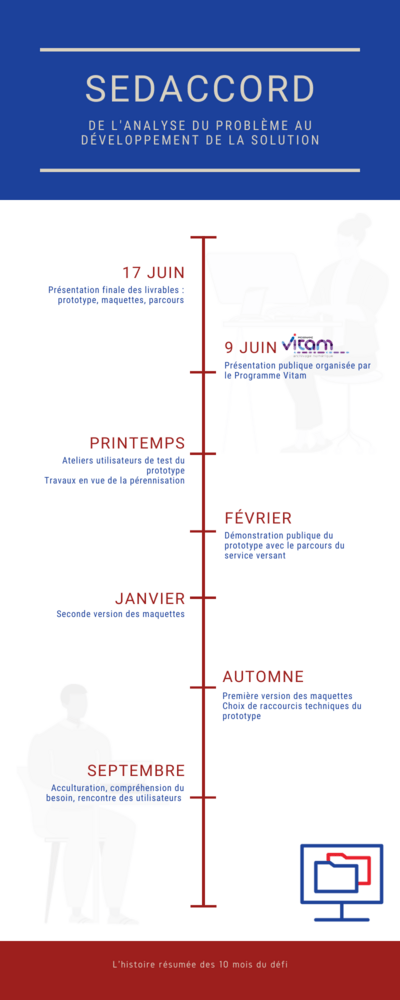 SEDACCORD
DE L'ANALYSE DU PROBLÈME AU
DÉVELOPPEMENT DE LA SOLUTION
17 JUIN
Présentation finale des livrables :
prototype, maquettes, parcours
9 JUIN
vitam
Présentation publique organisée par
le Programme Vitam
PRINTEMPS
Ateliers utilisateurs de test du
prototype
Travaux en vue de la pérennisation
FÉVRIER
Démonstration publique du
prototype avec le parcours du
service versant
JANVIER
Seconde version des maquettes
AUTOMNE
Première version des maquettes
Choix de raccourcis techniques du
prototype
SEPTEMBRE
Acculturation, compréhension du
besoin, rencontre des utilisateurs
L'histoire résumée des 10 mois du défi